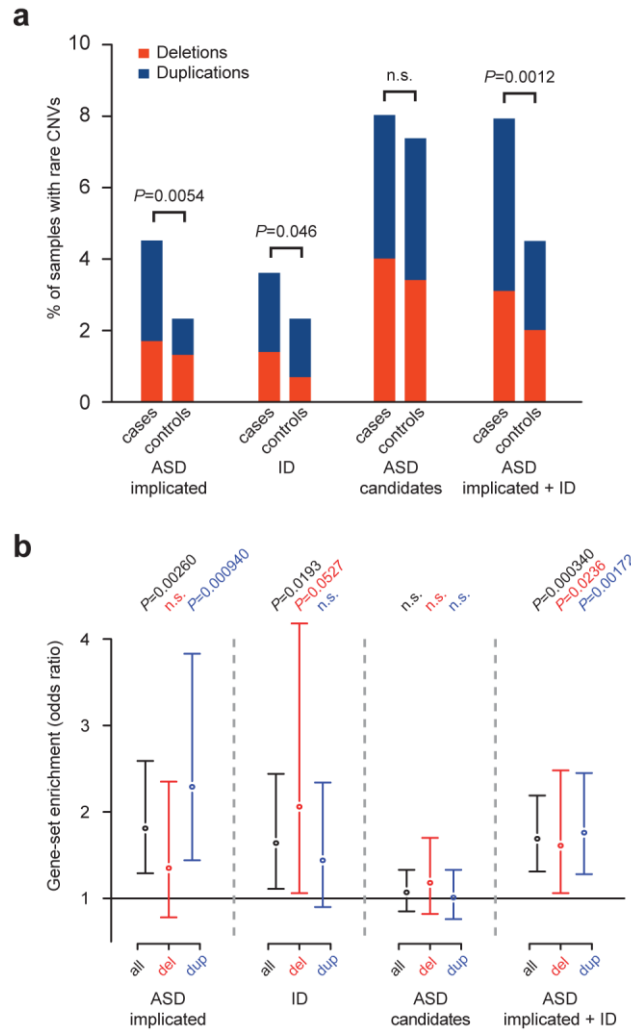 a
% of samples with rare CNVs
10
8
6
4
2
0
Deletions
Duplications
P=0.0054
P=0.046
n.s.
P=0.0012
cases controls cases controls cases controls cases controls
ASD implicated
ID
ASD candidates
ASD implicated + ID
b
P=0.00260 n.s. P=0.000940
P=0.0193 P=0.0527 n.s.
n.s. n.s. n.s.
P=0.000340 P=0.0236 P=0.00172
Gene-set enrichment (odds ratio)
4
3
2
1
all del dup all del dup all del dup all del dup
ASD implicated
ID
ASD candidates
ASD implicated + ID